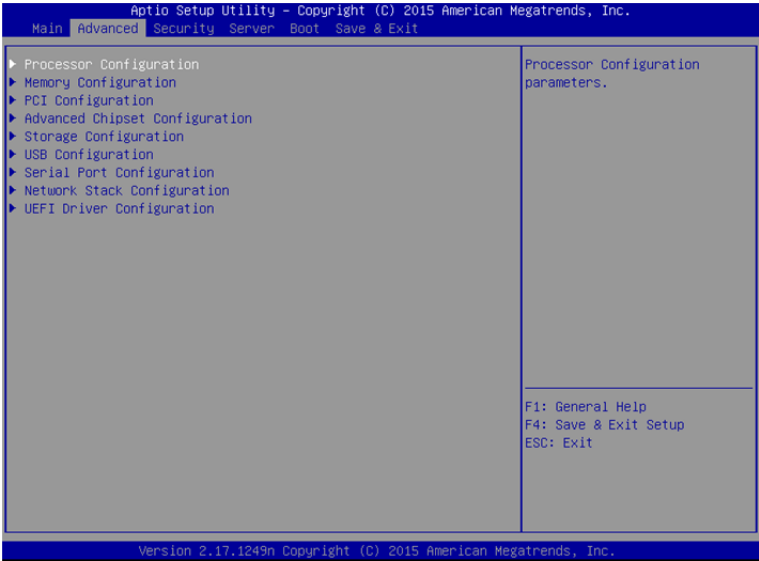 Aptio Setup Utility – Copyright (C) 2015 American Megatrends, Inc.
Main Advanced Security Server Boot Save & Exit
Processor Configuration
Memory Configuration
PCI Configuration
Advanced Chipset Configuration
Storage Configuration
USB Configuration
Serial Port Configuration
Network Stack Configuration
UEFI Driver Configuration
Processor Configuration
parameters.
F1: General Help
F4: Save & Exit Setup
ESC: Exit
Version 2.17.1249n Copyright (C) 2015 American Megatrends, Inc.